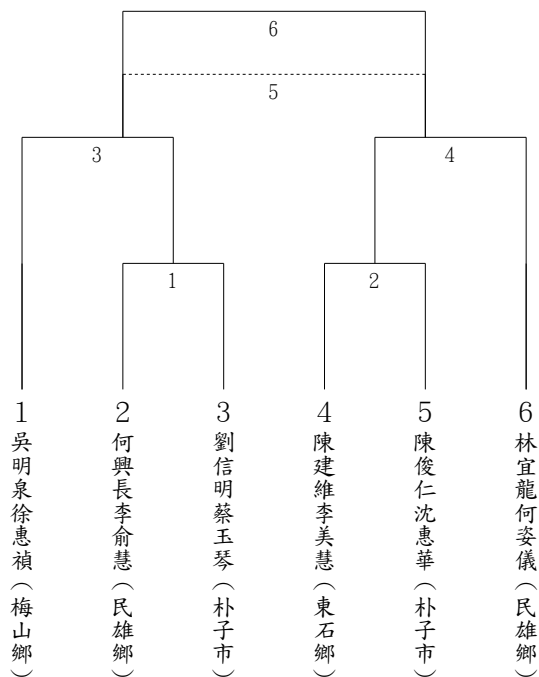 6
5
3
4
1
2
1
吳明泉徐惠禎(梅山鄉)
2
何興長李俞慧(民雄鄉)
3
劉信明蔡玉琴(朴子市)
4
陳建維李美慧(東石鄉)
5
陳俊仁沈惠華(朴子市)
6
林宜龍何姿儀(民雄鄉)